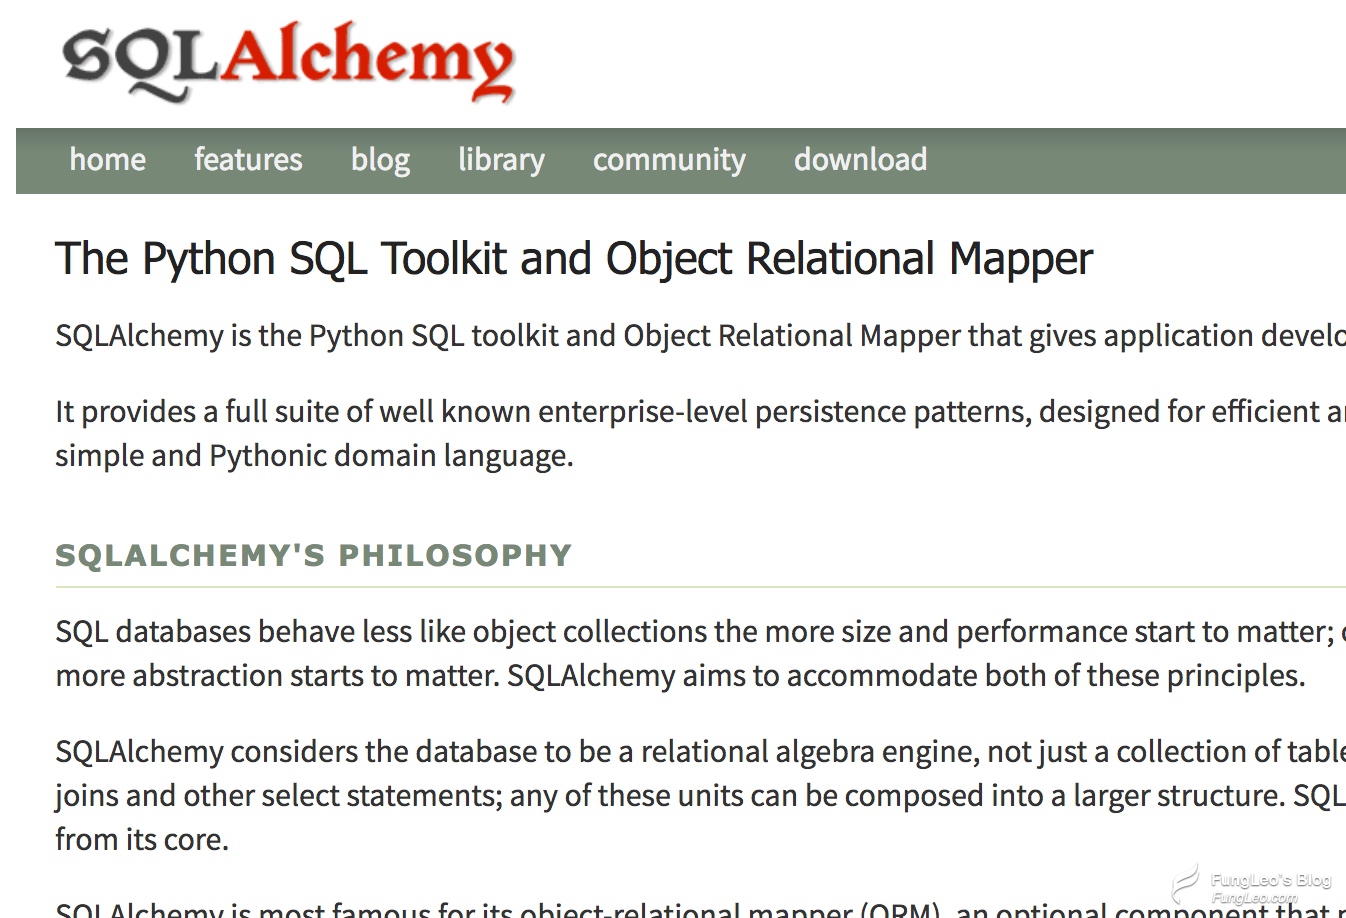 SQLAlchemy
home features blog library community download
The Python SQL Toolkit and Object Relational Mapper
SQLAlchemy is the Python SQL toolkit and Object Relational Mapper that gives application develo
It provides a full suite of well known enterprise-level persistence patterns, designed for efficient a
simple and Pythonic domain language.
SQLALCHEMY'S PHILOSOPHY
SQL databases behave less like object collections the more size and performance start to matter;
more abstraction starts to matter. SQLAlchemy aims to accommodate both of these principles.
SQLAlchemy considers the database to be a relational algebra engine, not just a collection of table
joins and other select statements; any of these units can be composed into a larger structure. SQL
from its core.
FungLeo's Blog
FungLeo.com
SQLAlchemy is most famous for its object-relational mapper (ORM), an optional component that